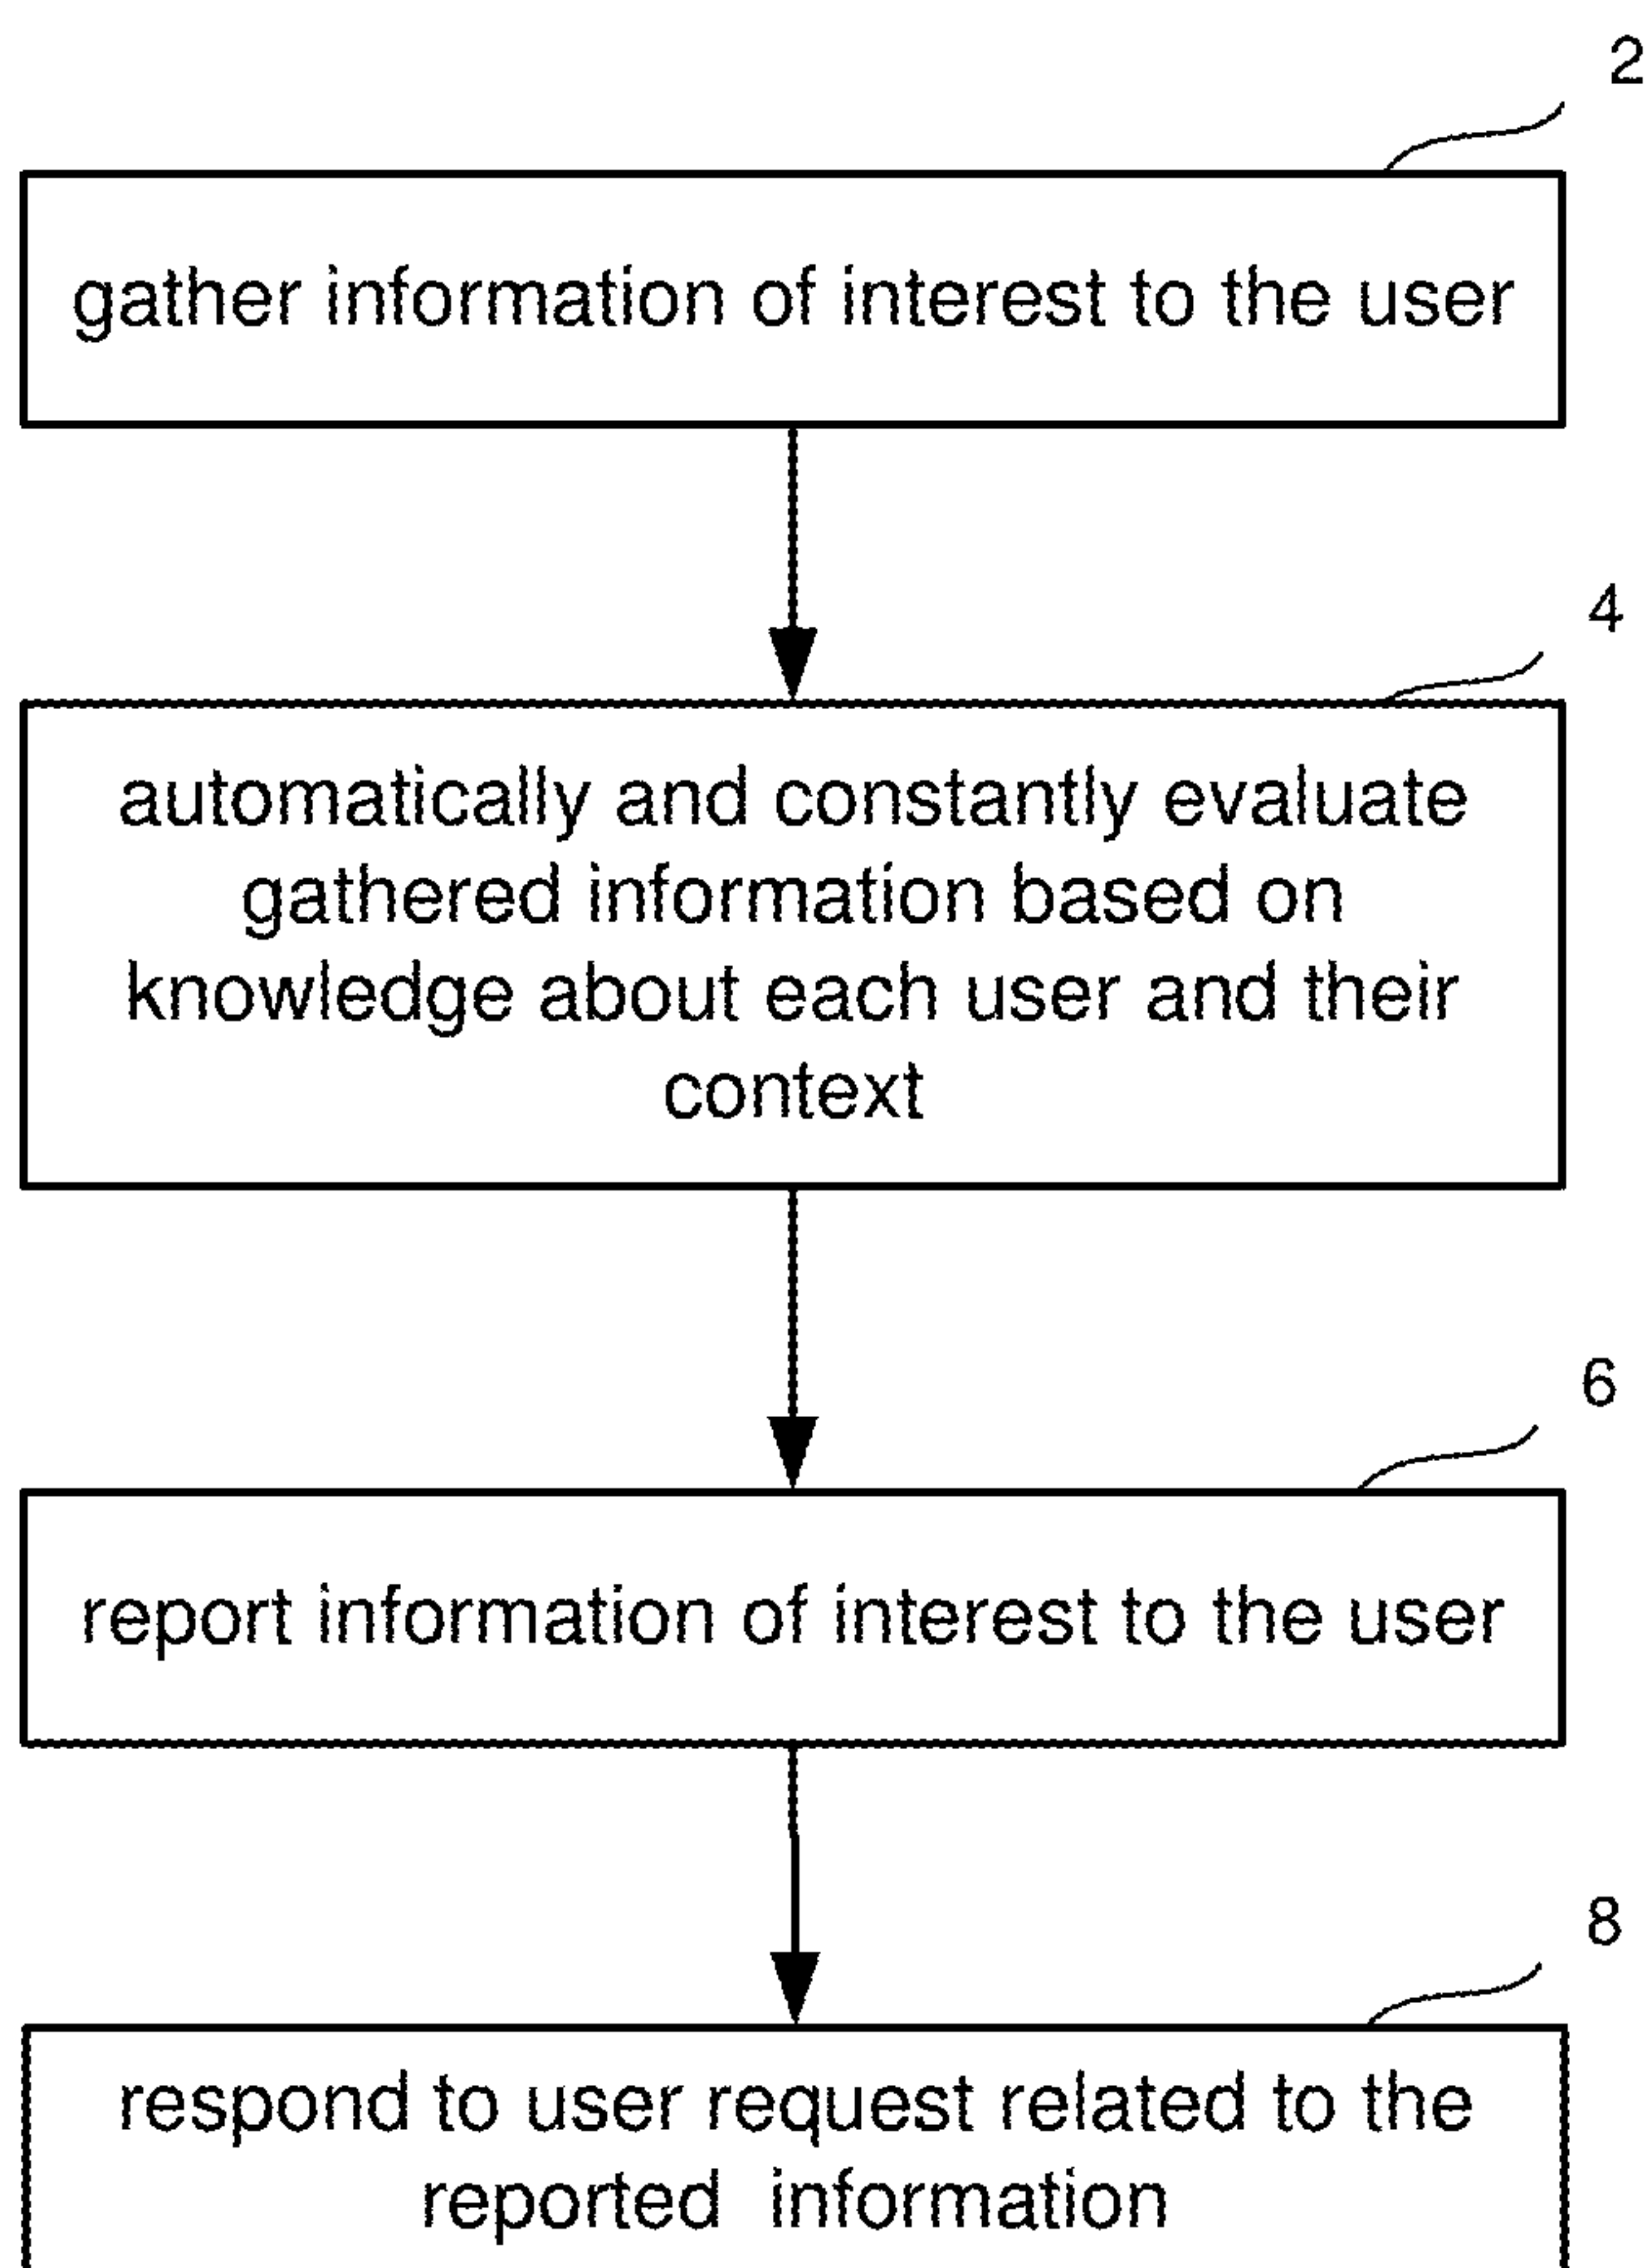 2
gather information of interest to the user
4
automatically and constantly evaluate
gathered information based on
knowledge about each user and their
context
6
report information of interest to the user
8
respond to user request related to the
reported information